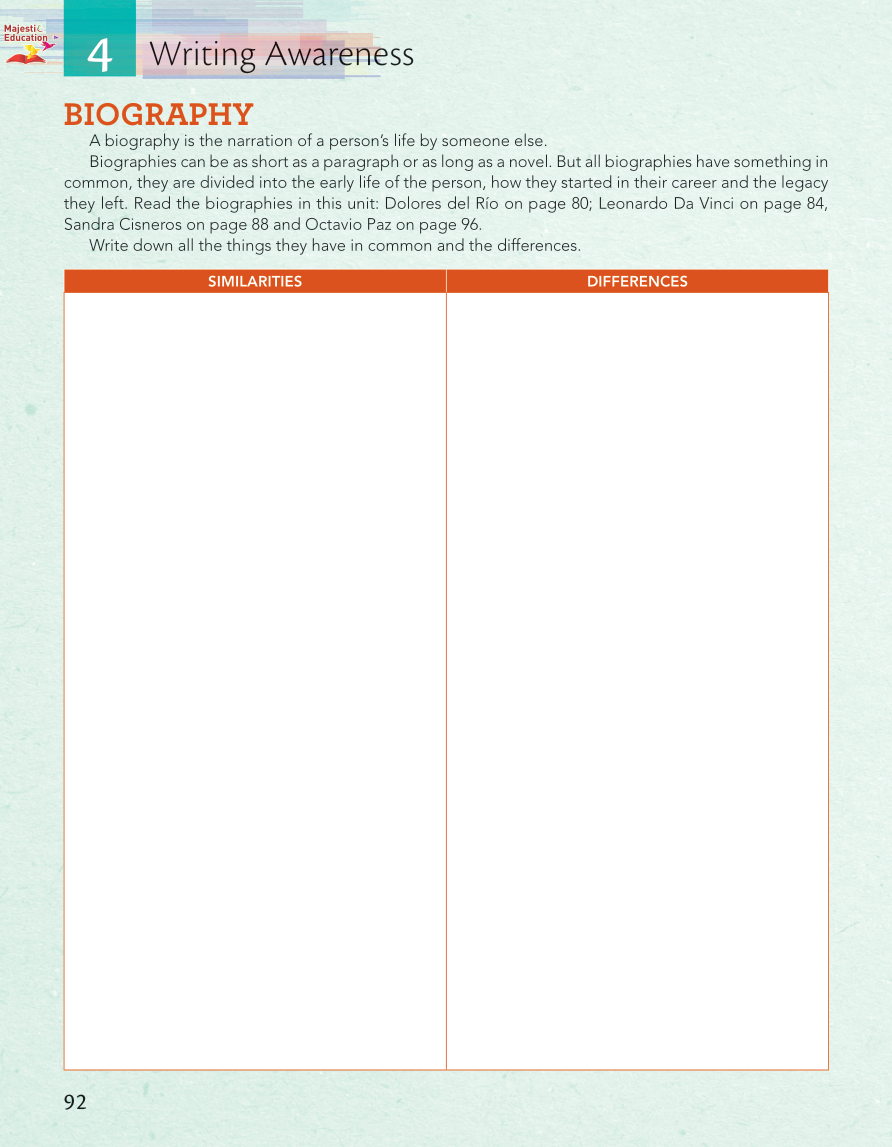 Majestic
Education
4 Writing Awareness
BIOGRAPHY
A biography is the narration of a person's life by someone else.
Biographies can be as short as a paragraph or as long as a novel. But all biographies have something in
common, they are divided into the early life of the person, how they started in their career and the legacy
they left. Read the biographies in this unit: Dolores del Río on page 80; Leonardo Da Vinci on page 84,
Sandra Cisneros on page 88 and Octavio Paz on page 96.
Write down all the things they have in common and the differences.
SIMILARITIES DIFFERENCES
92